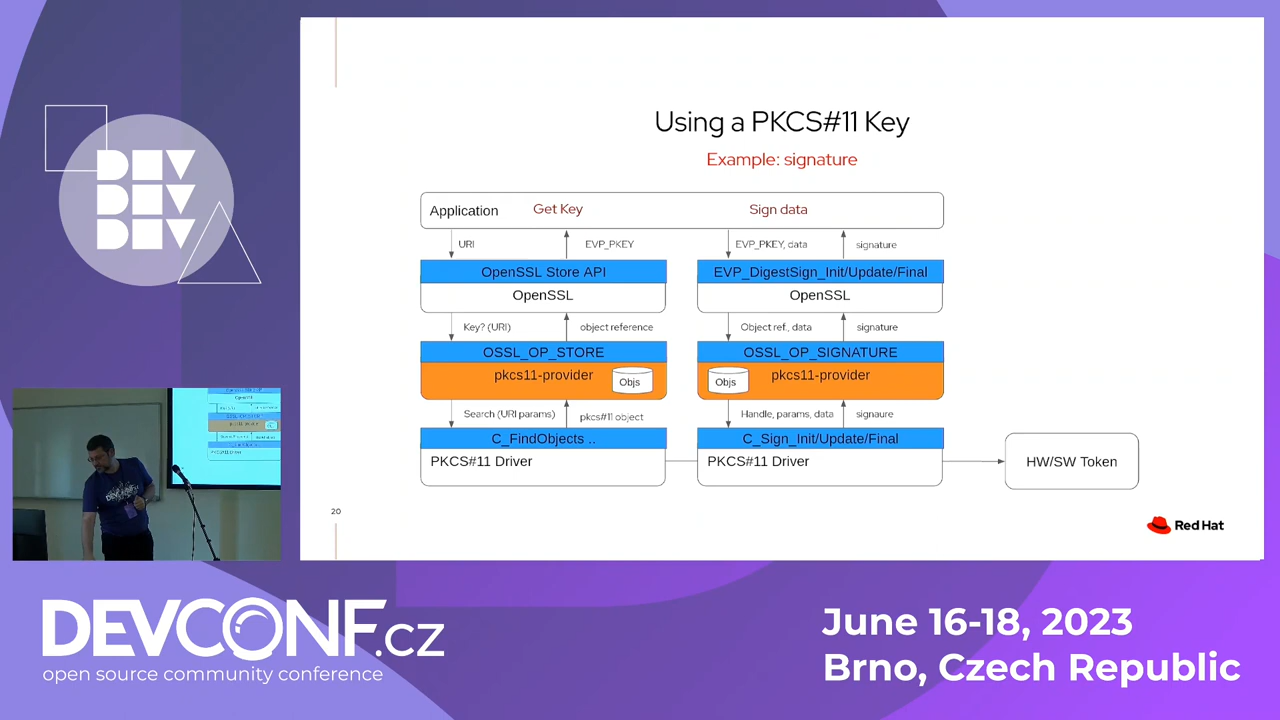 DEV
DEV
DEV
Using a PKCS#11 Key
Example: signature
Application Get Key Sign data
URI EVP_PKEY EVP_PKEY, data signature
OpenSSL Store API EVP_DigestSign_Init/Update/Final
OpenSSL OpenSSL
Key? (URI) object reference Object ref., data signature
OSSL_OP_STORE OSSL_OP_SIGNATURE
pkcs11-provider Objs Objs pkcs11-provider
Search (URI params) pkcs#11 object Handle, params, data signaure
C_FindObjects .. C_Sign_Init/Update/Final
PKCS#11 Driver PKCS#11 Driver HW/SW Token
20
Red Hat
DEVCONF.cz
open source community conference
June 16-18, 2023
Brno, Czech Republic